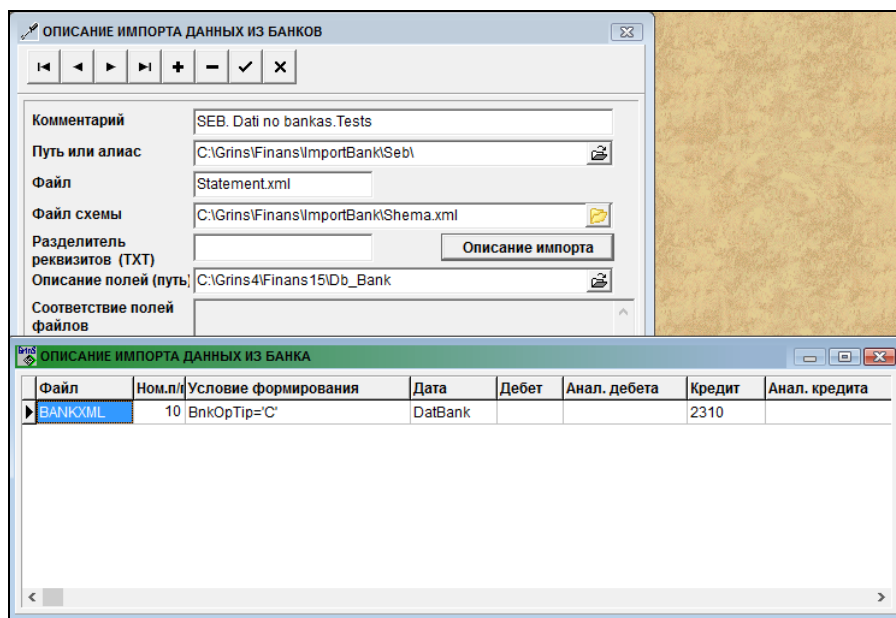 ОПИСАНИЕ ИМПОРТА ДАННЫХ ИЗ БАНКОВ
Комментарий SEB. Dati no bankas.Tests
Путь или алиас C:\Grins\Finans\ImportBank\Seb\
Файл Statement.xml
Файл схемы C:\Grins\Finans\ImportBank\Shema.xml
Разделитель
реквизитов (TXT) Описание импорта
Описание полей (путь) C:\Grins4\Finans15\Db_Bank
Соответствие полей
файлов
GrinS ОПИСАНИЕ ИМПОРТА ДАННЫХ ИЗ БАНКА
Файл Ном.п/п Условие формирования Дата Дебет Анал. дебета Кредит Анал. кредита
BANKXML 10 BnkOpTip='C' DatBank 2310